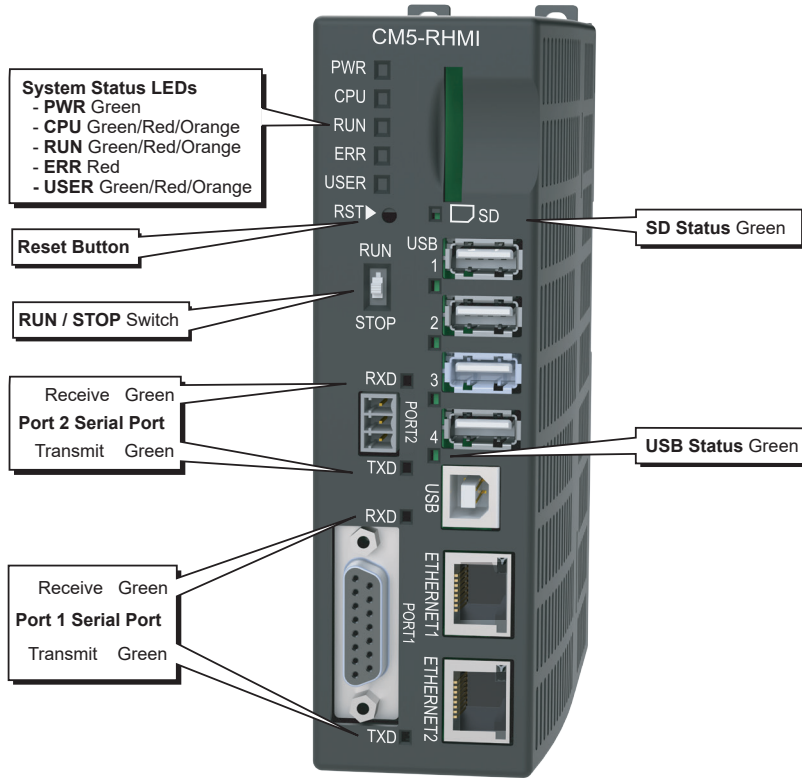 CM5-RHMI
PWR
CPU
RUN
ERR
USER
RST
SD
USB
1
2
3
4
RUN
STOP
RXD
PORT2
TXD
USB
RXD
PORT1
TXD
ETHERNET1
ETHERNET2
System Status LEDs
- PWR Green
- CPU Green/Red/Orange
- RUN Green/Red/Orange
- ERR Red
- USER Green/Red/Orange
Reset Button
RUN / STOP Switch
Receive Green
Port 2 Serial Port
Transmit Green
Receive Green
Port 1 Serial Port
Transmit Green
SD Status Green
USB Status Green